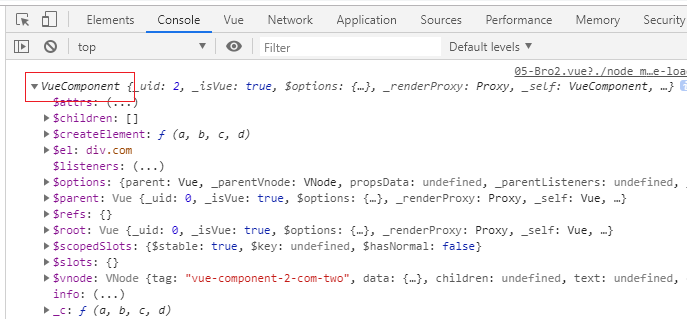 Elements Console Vue Network Application Sources Performance Memory Security
top Filter Default levels
05-Bro2.vue?./node_m…e-loa
VueComponent {_uid: 2, _isVue: true, $options: {…}, _renderProxy: Proxy, _self: VueComponent, …}
$attrs: (...)
$children: []
$createElement: ƒ (a, b, c, d)
$el: div.com
$listeners: (...)
$options: {parent: Vue, _parentVnode: VNode, propsData: undefined, _parentListeners: undefined,
$parent: Vue {_uid: 0, _isVue: true, $options: {…}, _renderProxy: Proxy, _self: Vue, …}
$refs: {}
$root: Vue {_uid: 0, _isVue: true, $options: {…}, _renderProxy: Proxy, _self: Vue, …}
$scopedSlots: {$stable: true, $key: undefined, $hasNormal: false}
$slots: {}
$vnode: VNode {tag: "vue-component-2-com-two", data: {…}, children: undefined, text: undefined,
info: (...)
_c: ƒ (a, b, c, d)